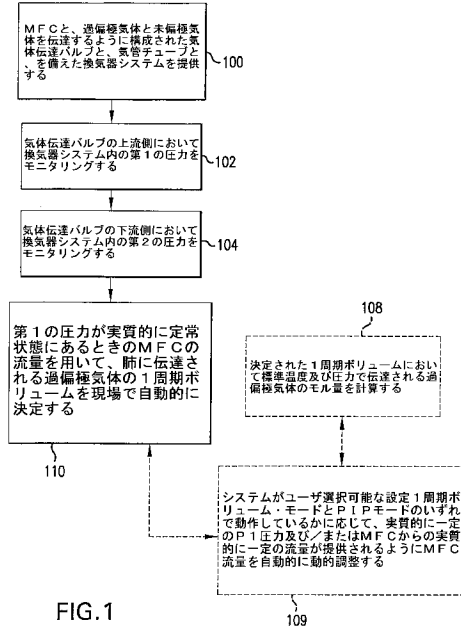 MFCと、過偏極気体と未偏極気
体を伝達するように構成された気
体伝達バルブと、気管チューブと
、を備えた換気器システムを提供
する
100
気体伝達バルブの上流側において
換気器システム内の第1の圧力を
モニタリングする
102
気体伝達バルブの下流側において
換気器システム内の第2の圧力を
モニタリングする
104
第1の圧力が実質的に定常
状態にあるときのMFCの
流量を用いて、肺に伝達さ
れる過偏極気体の1周期ボ
リュームを現場で自動的に
決定する
110
108
決定された1周期ボリュームにおい
て標準温度及び圧力で伝達される過
偏極気体のモル量を計算する
システムがユーザ選択可能な設定1周期ボ
リューム・モードとPIPモードのいずれ
で動作しているかに応じて、実質的に一定
のP1圧力及び/またはMFCからの実質
的に一定の流量が提供されるようにMFC
流量を自動的に動的調整する
109
FIG.1